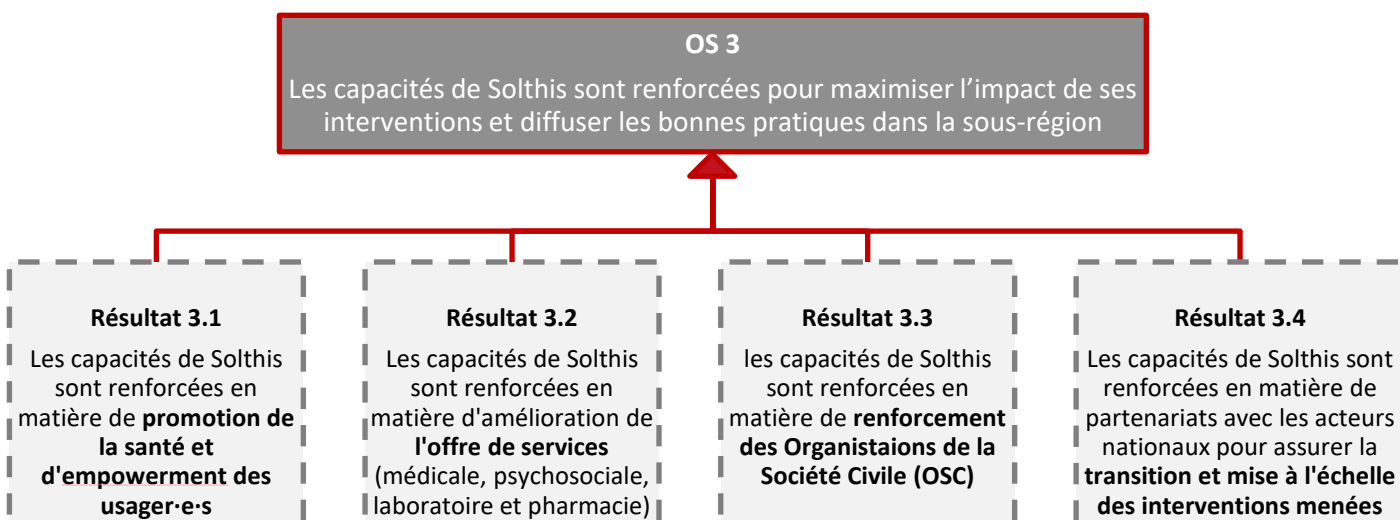 OS 3
Les capacités de Solthis sont renforcées pour maximiser l’impact de ses
interventions et diffuser les bonnes pratiques dans la sous-région
Résultat 3.1
Les capacités de Solthis
sont renforcées en
matière de promotion de
la santé et
d'empowerment des
usager·e·s
Résultat 3.2
Les capacités de Solthis
sont renforcées en
matière d'amélioration de
l'offre de services
(médicale, psychosociale,
laboratoire et pharmacie)
Résultat 3.3
les capacités de Solthis
sont renforcées en
matière de renforcement
des Organistaions de la
Société Civile (OSC)
Résultat 3.4
Les capacités de Solthis sont
renforcées en matière de
partenariats avec les acteurs
nationaux pour assurer la
transition et mise à l'échelle
des interventions menées